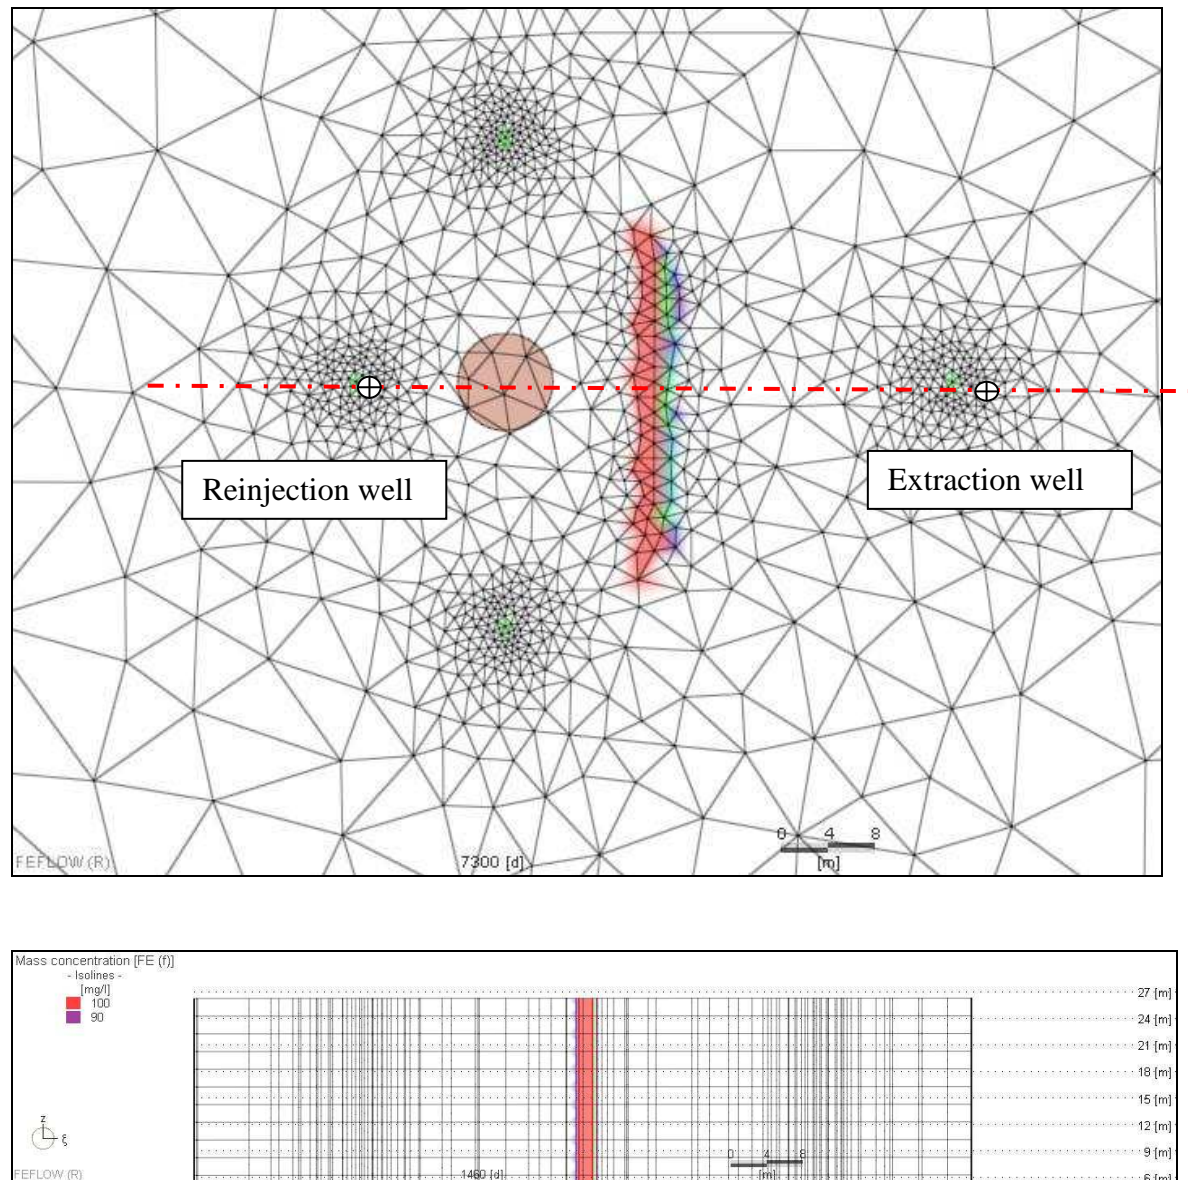 Reinjection well
Extraction well
0 4 8
[m]
FEFLOW (R)
7300 [d]
Mass concentration [FE (f)]
- Isolines -
[mg/l]
100
90
27 [m]
24 [m]
21 [m]
18 [m]
15 [m]
12 [m]
9 [m]
6 [m]
z
ξ
0 4 8
[m]
FEFLOW (R)
1460 [d]